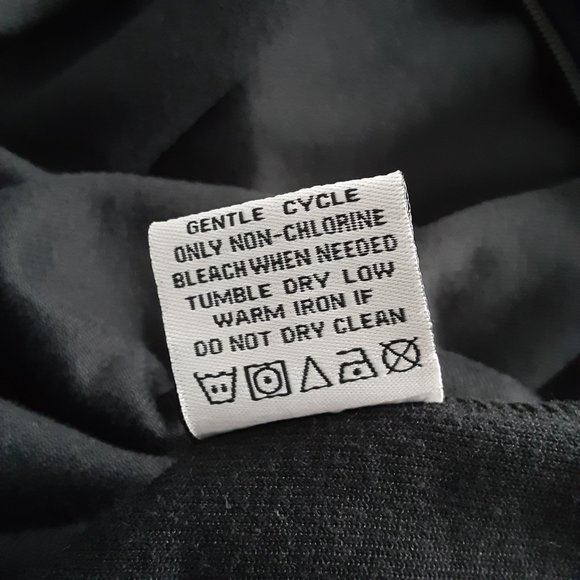 GENTLE CYCLE
ONLY NON-CHLORINE
BLEACH WHEN NEEDED
TUMBLE DRY LOW
WARM IRON IF
DO NOT DRY CLEAN